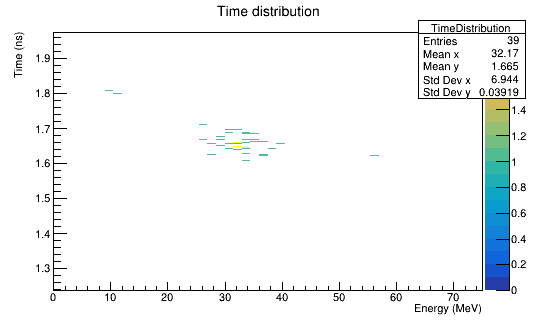 Time distribution
TimeDistribution
Entries 39
Mean x 32.17
Mean y 1.665
Std Dev x 6.944
Std Dev y 0.03919
Time (ns)
1.9
1.8
1.7
1.6
1.5
1.4
1.3
1.4
1.2
1
0.8
0.6
0.4
0.2
0
0 10 20 30 40 50 60 70
Energy (MeV)